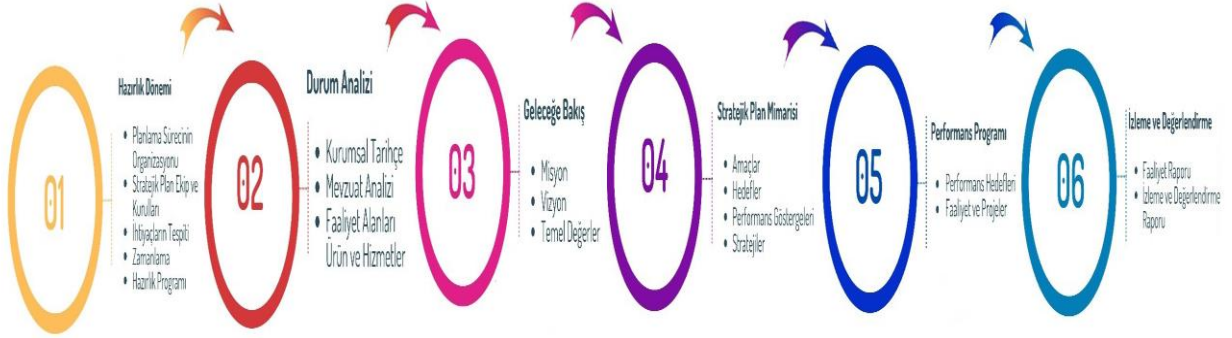 01
Hazırlık Dönemi
• Planlama Sürecinin
Organizasyonu
• Stratejik Plan Ekip ve
Kurulları
• İhtiyaçların Tespiti
• Zamanlama
• Hazırlık Programı
02
Durum Analizi
• Kurumsal Tarihçe
• Mevzuat Analizi
• Faaliyet Alanları
Ürün ve Hizmetler
03
Geleceğe Bakış
• Misyon
• Vizyon
• Temel Değerler
04
Stratejik Plan Mimarisi
• Amaçlar
• Hedefler
• Performans Göstergeleri
• Stratejiler
05
Performans Programı
• Performans Hedefleri
• Faaliyet ve Projeler
06
İzleme ve Değerlendirme
• Faaliyet Raporu
• İzleme ve Değerlendirme
Raporu